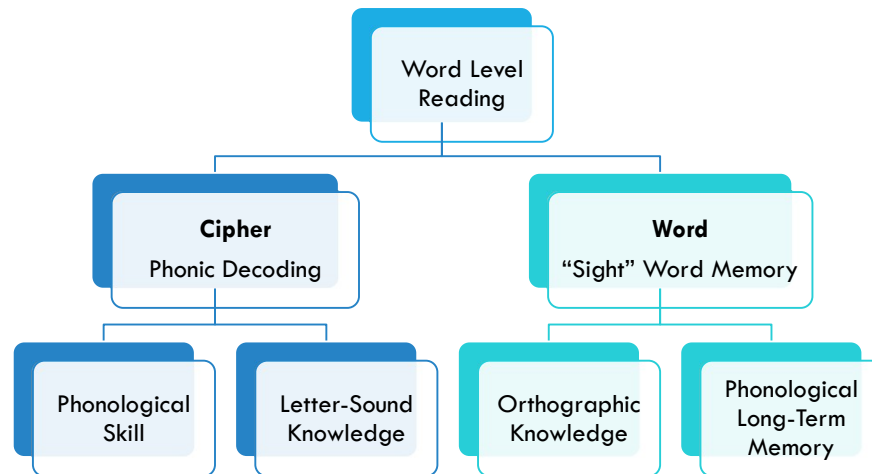 Word Level
Reading
Cipher
Phonic Decoding
Word
“Sight” Word Memory
Phonological
Skill
Letter-Sound
Knowledge
Orthographic
Knowledge
Phonological
Long-Term
Memory